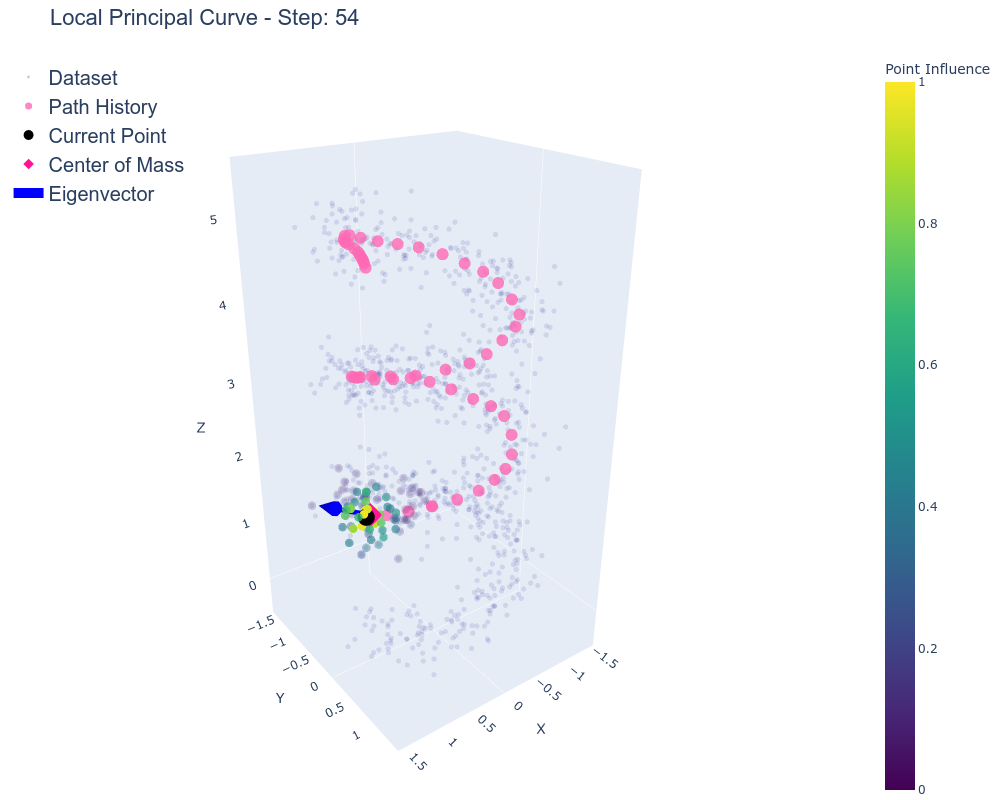 Local Principal Curve - Step: 54
Dataset
Path History
Current Point
Center of Mass
Eigenvector
Point Influence
1
0.8
0.6
0.4
0.2
0
5
4
3
2
1
0
Z
−1.5
−1
−0.5
0
0.5
1
Y
−1.5
−1
−0.5
0
0.5
1
1.5
X